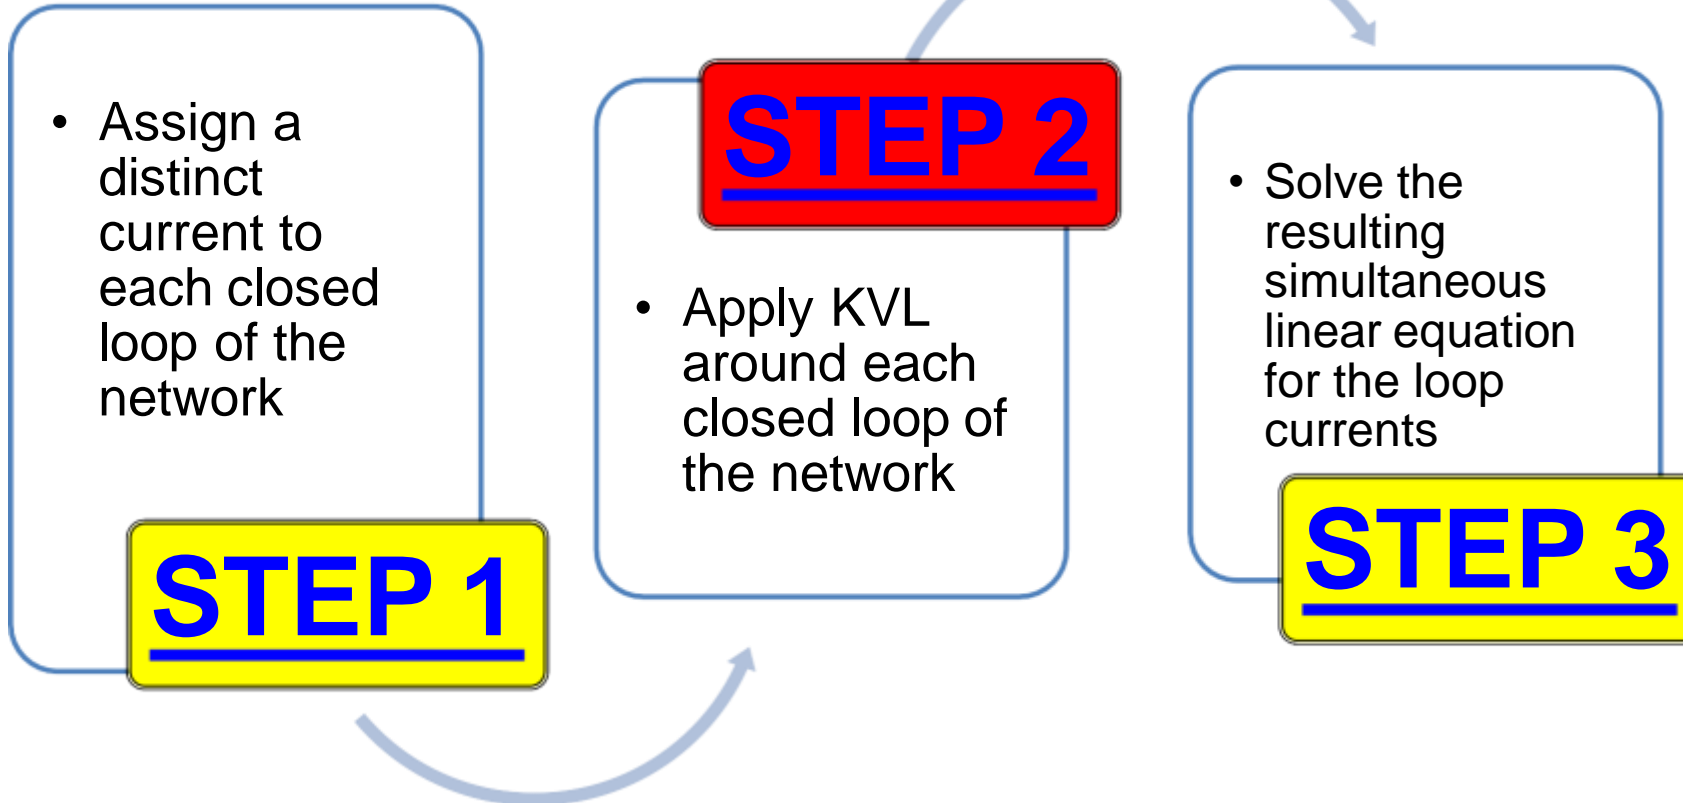 • Assign a
distinct
current to
each closed
loop of the
network
STEP 1
STEP 2
• Apply KVL
around each
closed loop of
the network
• Solve the
resulting
simultaneous
linear equation
for the loop
currents
STEP 3